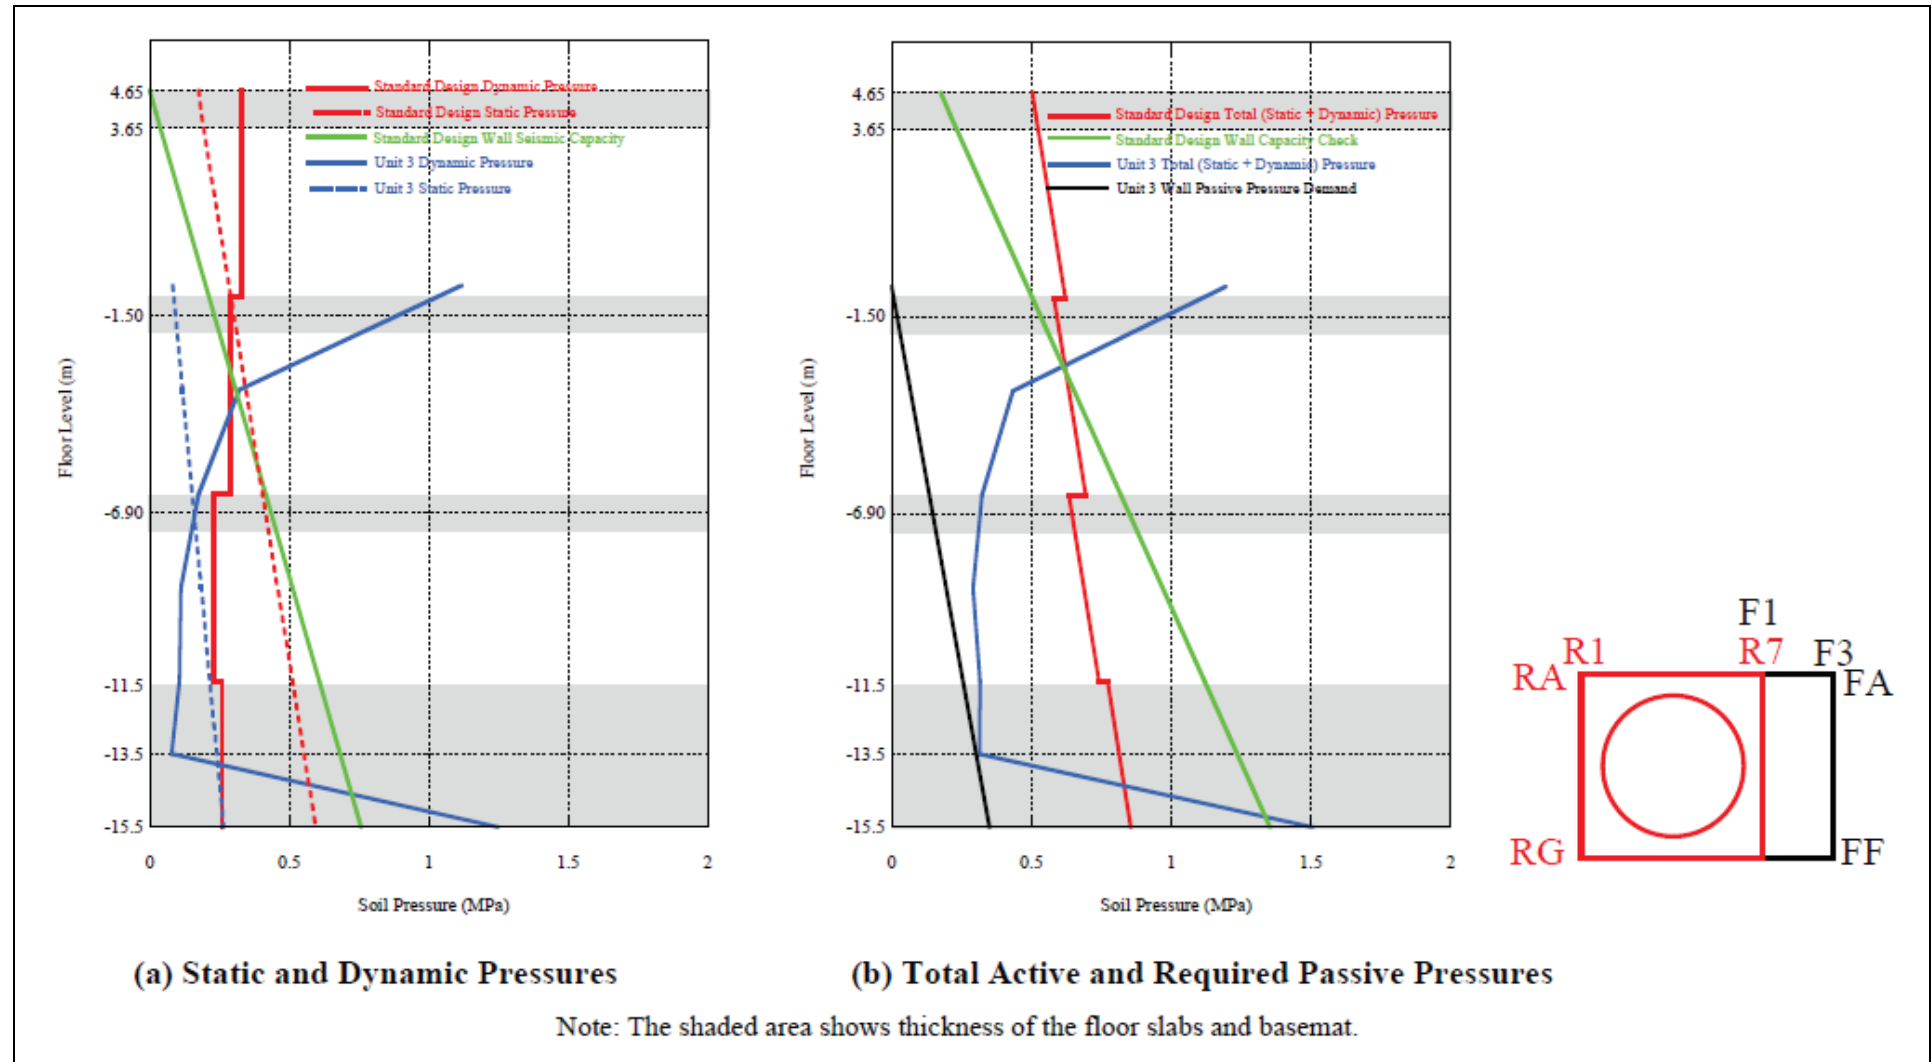 4.65
3.65
-1.50
-6.90
-11.5
-13.5
-15.5
0
0.5
1
1.5
2
Floor Level (m)
Soil Pressure (MPa)
Standard Design Dynamic Pressure
Standard Design Static Pressure
Standard Design Wall Seismic Capacity
Unit 3 Dynamic Pressure
Unit 3 Static Pressure
(a) Static and Dynamic Pressures
4.65
3.65
-1.50
-6.90
-11.5
-13.5
-15.5
0
0.5
1
1.5
2
Floor Level (m)
Soil Pressure (MPa)
Standard Design Total (Static + Dynamic) Pressure
Standard Design Wall Capacity Check
Unit 3 Total (Static + Dynamic) Pressure
Unit 3 Wall Passive Pressure Demand
(b) Total Active and Required Passive Pressures
F1
R1
R7
F3
RA
FA
RG
FF
Note: The shaded area shows thickness of the floor slabs and basemat.